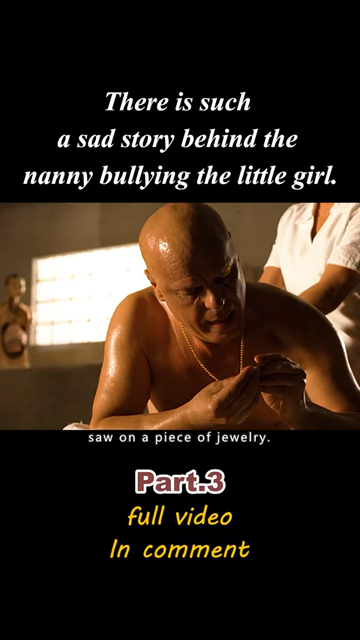 There is such
a sad story behind the
nanny bullying the little girl.
saw on a piece of jewelry.
Part.3
full video
In comment